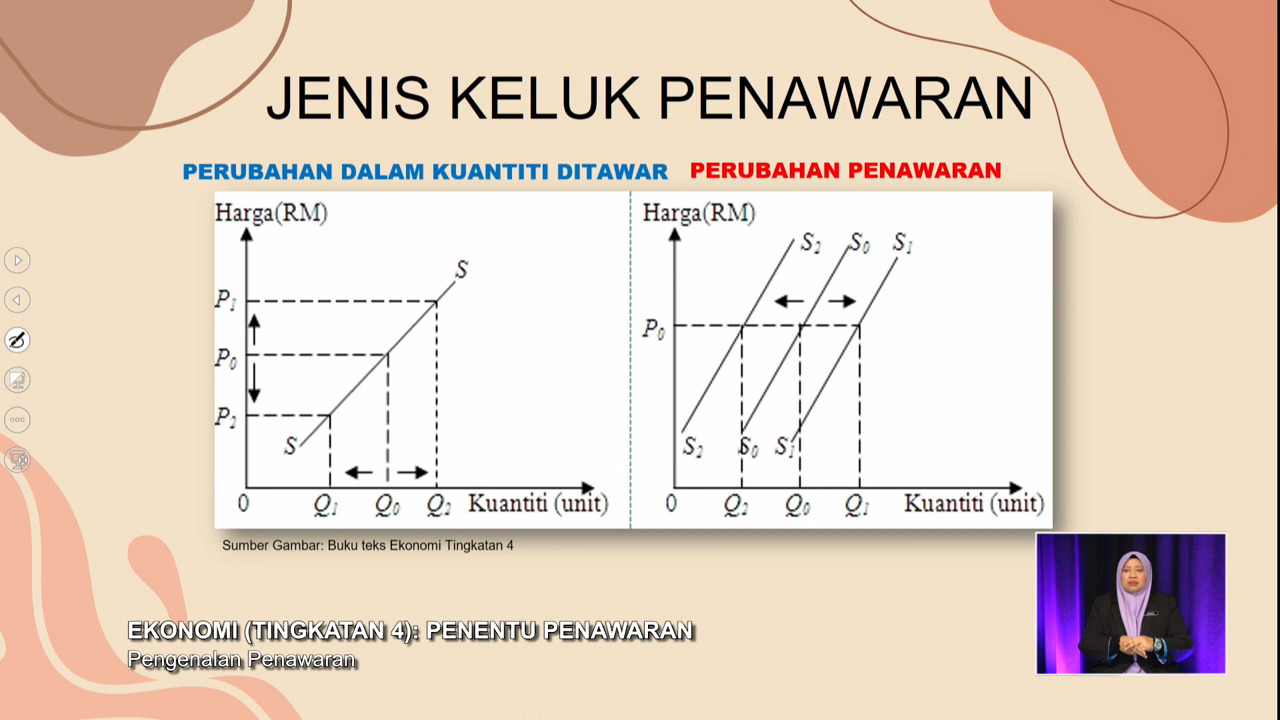 JENIS KELUK PENAWARAN
PERUBAHAN DALAM KUANTITI DITAWAR
Harga(RM)
S
P1
P0
P2
S
0
Q1
Q0
Q2
Kuantiti (unit)
PERUBAHAN PENAWARAN
Harga(RM)
S2
S0
S1
P0
S2
S0
S1
0
Q2
Q0
Q1
Kuantiti (unit)
Sumber Gambar: Buku teks Ekonomi Tingkatan 4
EKONOMI (TINGKATAN 4): PENENTU PENAWARAN
Pengenalan Penawaran